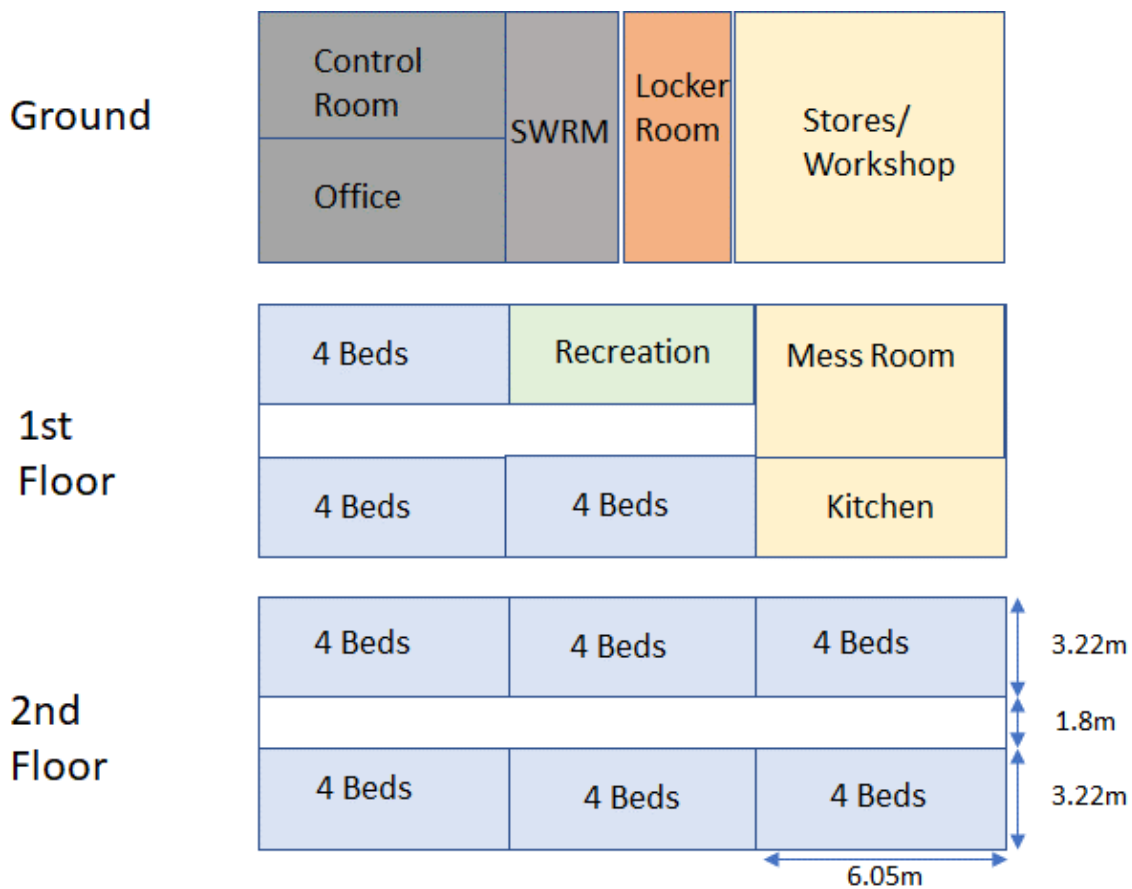 Ground
Control
Room
Office
SWRM
Locker
Room
Stores/
Workshop
1st
Floor
4 Beds
Recreation
Mess Room
4 Beds
4 Beds
Kitchen
2nd
Floor
4 Beds
4 Beds
4 Beds
3.22m
1.8m
4 Beds
4 Beds
4 Beds
3.22m
6.05m